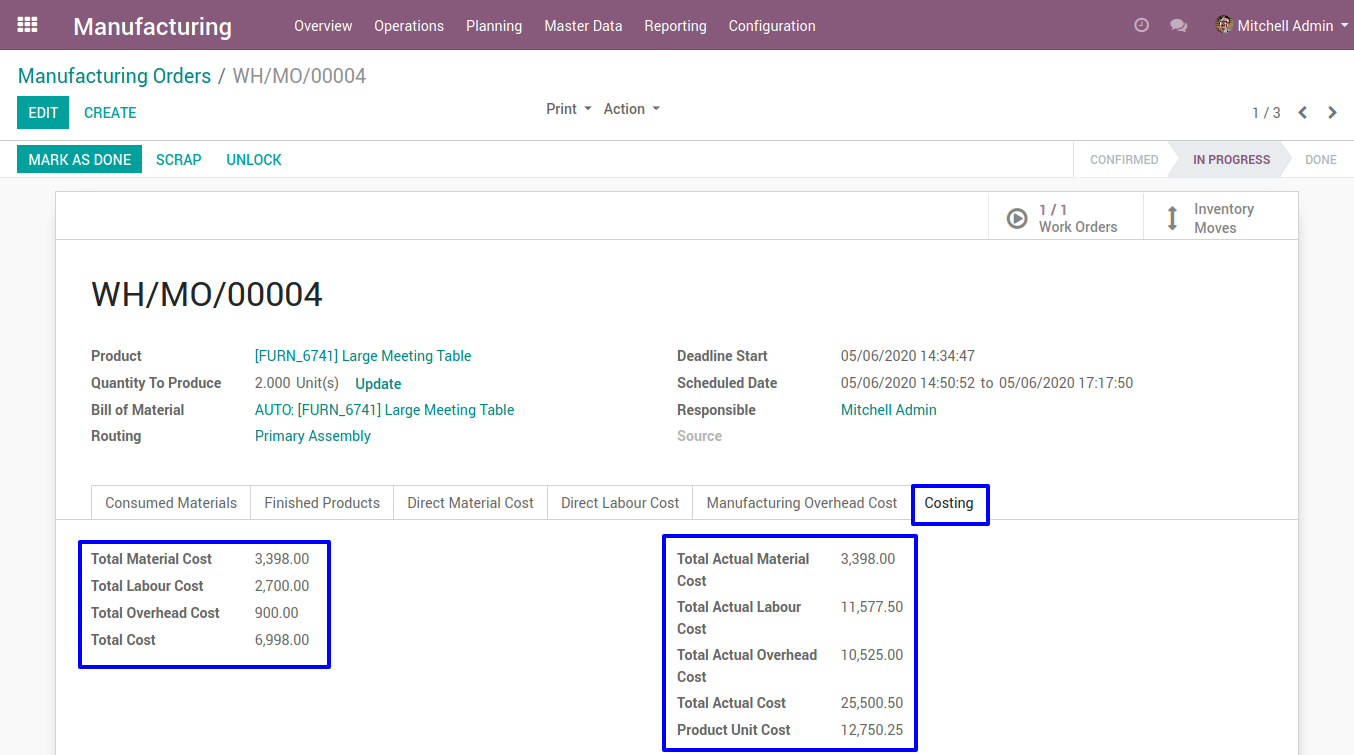 Manufacturing Overview Operations Planning Master Data Reporting Configuration Mitchell Admin
Manufacturing Orders / WH/MO/00004
EDIT CREATE Print Action 1 / 3
MARK AS DONE SCRAP UNLOCK CONFIRMED IN PROGRESS DONE
1 / 1
Work Orders
Inventory
Moves
WH/MO/00004
Product [FURN_6741] Large Meeting Table
Quantity To Produce 2.000 Unit(s) Update
Bill of Material AUTO: [FURN_6741] Large Meeting Table
Routing Primary Assembly
Deadline Start 05/06/2020 14:34:47
Scheduled Date 05/06/2020 14:50:52 to 05/06/2020 17:17:50
Responsible Mitchell Admin
Source
Consumed Materials Finished Products Direct Material Cost Direct Labour Cost Manufacturing Overhead Cost Costing
Total Material Cost 3,398.00
Total Labour Cost 2,700.00
Total Overhead Cost 900.00
Total Cost 6,998.00
Total Actual Material 3,398.00
Cost
Total Actual Labour 11,577.50
Cost
Total Actual Overhead 10,525.00
Cost
Total Actual Cost 25,500.50
Product Unit Cost 12,750.25